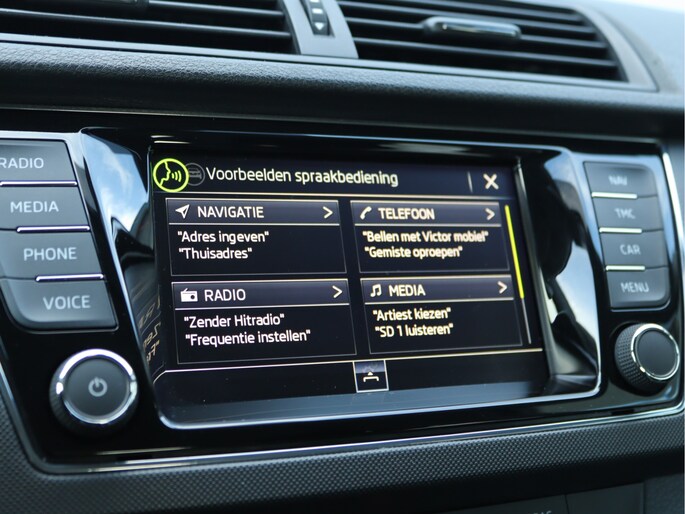 RADIO
MEDIA
PHONE
VOICE
Voorbeelden spraakbediening
NAVIGATIE
"Adres ingeven"
"Thuisadres"
TELEFOON
"Bellen met Victor mobiel"
"Gemiste oproepen"
RADIO
"Zender Hitradio"
"Frequentie instellen"
MEDIA
"Artiest kiezen"
"SD 1 luisteren"
NAV
TMC
CAR
MENU